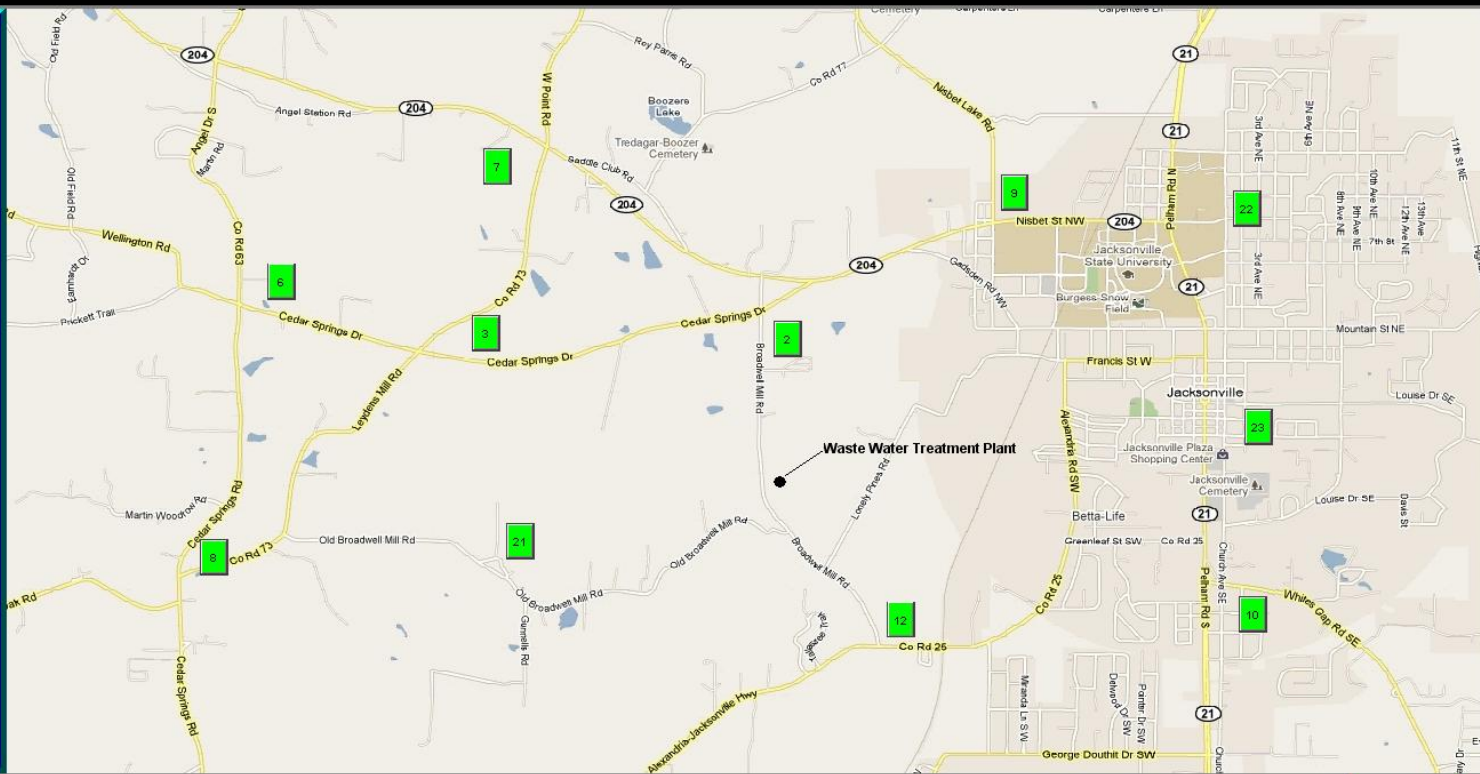 Cemetery
Carpenters Ln
Carpenters Dr
Old Field Rd
204
Angel Dr S
Angel Station Rd
204
W Point Rd
Roy Parris Rd
Co Rd 77
Boozere
Lake
Tredagar-Boozer
Cemetery
Nisbet Lake Rd
21
21
3rd Ave NE
6th Ave NE
11th St NE
Martin Rd
7
Saddle Club Rd
204
9
Nisbet St NW
204
Pelham Rd N
22
8th Ave NE
9th Ave NE
10th Ave NE
12th Ave NE
13th Ave NE
7th St
Old Field Rd
Wellington Rd
Co Rd 63
6
Barnhardt Dr
Prickett Trail
Cedar Springs Dr
Co Rd 73
3
Cedar Springs Dr
Cedar Springs Dr
204
2
Gadsden Rd NW
Jacksonville
State University
Burgess-Snow
Field
21
3rd Ave NE
Mountain St NE
Francis St W
Leydens Mill Rd
Broadwell Mill Rd
Jacksonville
Louise Dr SE
23
Alexandria Rd SW
Jacksonville Plaza
Shopping Center
Waste Water Treatment Plant
Lonely Pines Rd
Jacksonville
Cemetery
Louise Dr SE
Davis St
Martin Woodrow Rd
Cedar Springs Rd
8
Co Rd 73
Old Broadwell Mill Rd
21
Old Broadwell Mill Rd
Old Broadwell Mill Rd
Broadwell Mill Rd
Betta-Life
Greenleaf St SW
Co Rd 25
21
Church Ave SE
Pelham Rd S
10
Whites Gap Rd SE
ak Rd
Gunnells Rd
12
Co Rd 25
Co Rd 25
Cedar Springs Rd
Alexandria-Jacksonville Hwy
Miranda Ln SW
Delwood Dr SW
Pointer Dr SW
21
George Douthit Dr SW